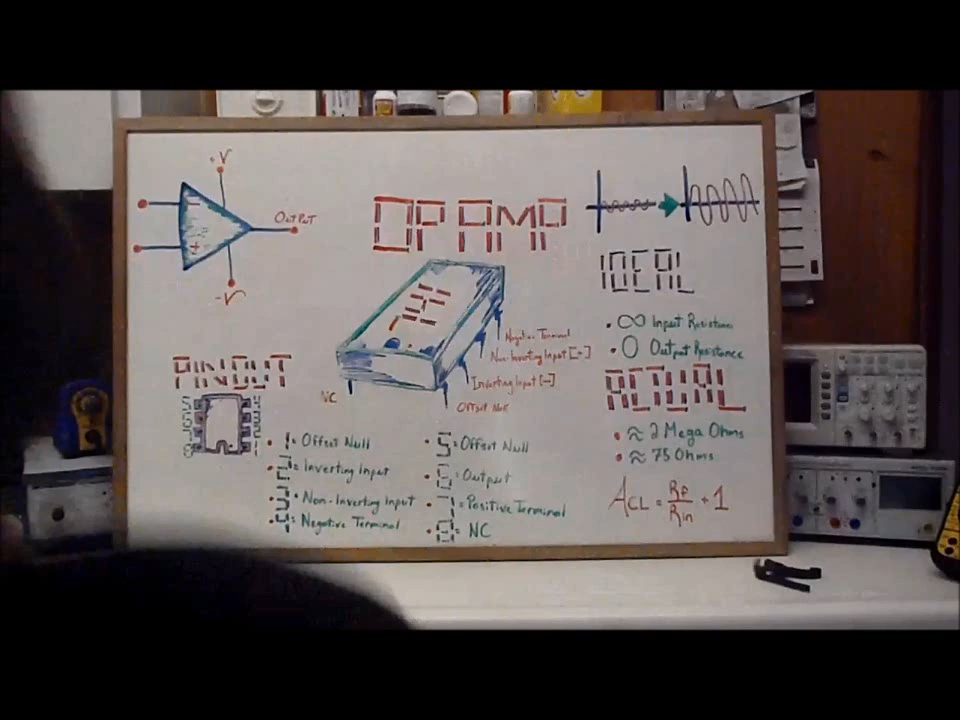 +V
−
+
Output
-V
OP AMP
741
Negative Terminal
Non-Inverting Input [+]
Inverting Input [-]
Offset Null
NC
IDEAL
• ∞ Input Resistance
• 0 Output Resistance
ACTUAL
• ≈ 2 Mega Ohms
• ≈ 75 Ohms
ACL = RF/Rin + 1
PINOUT
• 1 = Offset Null
• 2 = Inverting Input
• 3 = Non-Inverting Input
• 4 = Negative Terminal
• 5 = Offset Null
• 6 = Output
• 7 = Positive Terminal
• 8 = NC